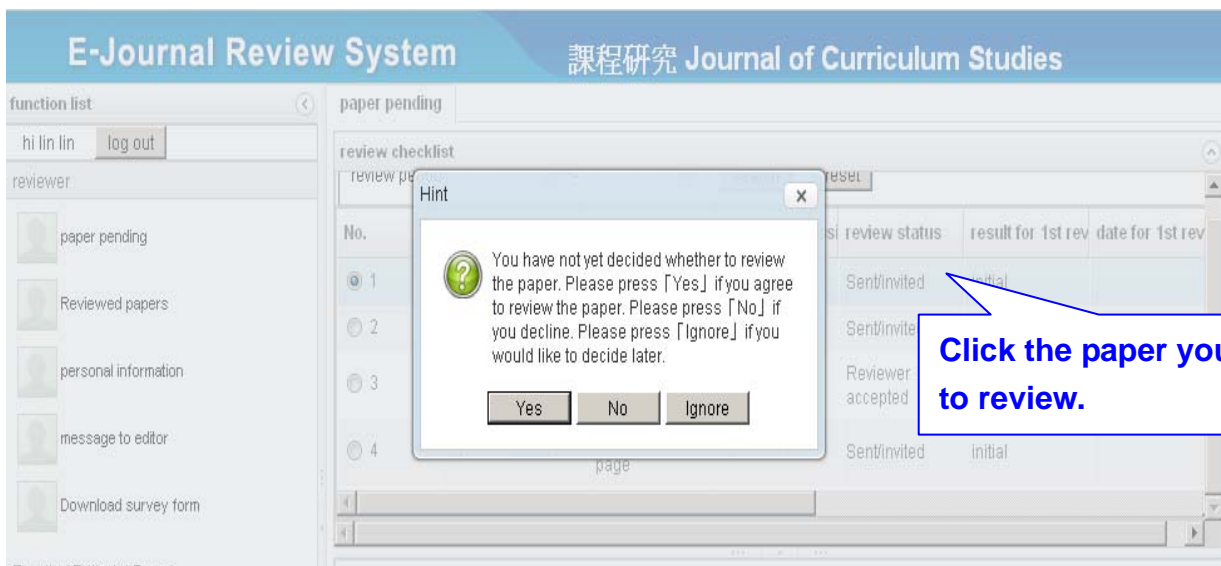 E-Journal Review System
課程研究 Journal of Curriculum Studies
function list
hi lin lin
log out
reviewer
paper pending
Reviewed papers
personal information
message to editor
Download survey form
paper pending
review checklist
review pe
reset
No.
si
review status
result for 1st rev
date for 1st rev
1
Sent/invited
initial
2
Sent/invite
3
Reviewer
accepted
4
page
Sent/invited
initial
Hint
You have not yet decided whether to review
the paper. Please press「Yes」if you agree
to review the paper. Please press「No」if
you decline. Please press「Ignore」if you
would like to decide later.
Yes
No
Ignore
Click the paper you
to review.